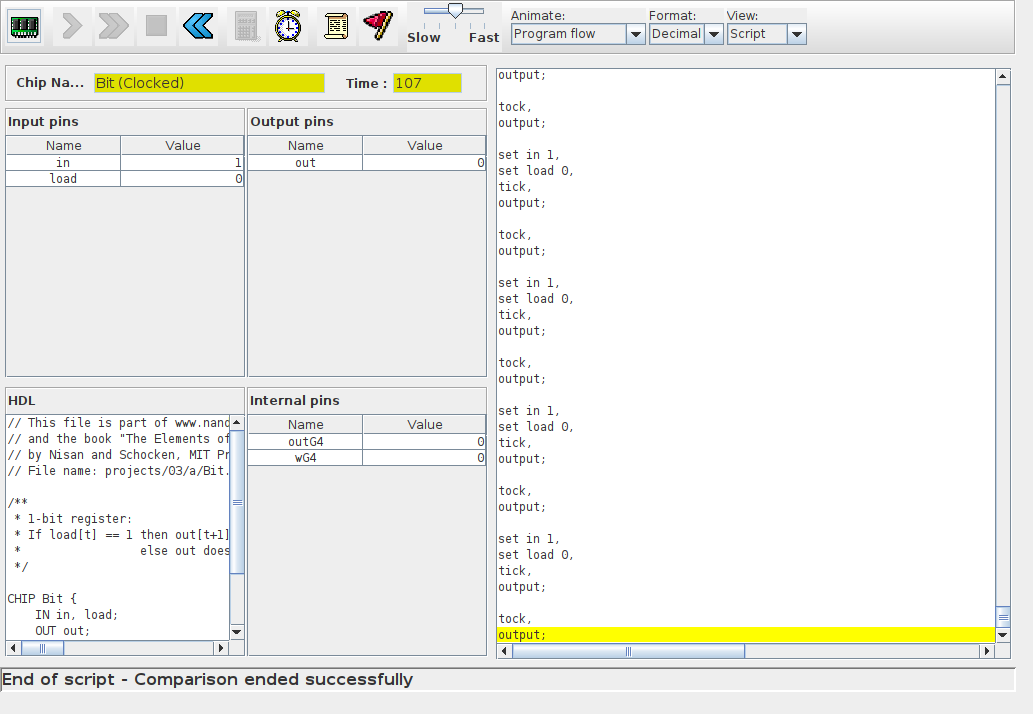 Slow Fast
Animate:
Program flow
Format:
Decimal
View:
Script
Chip Na... Bit (Clocked) Time : 107
Input pins
Name Value
in 1
load 0
Output pins
Name Value
out 0
HDL
// This file is part of www.nand
// and the book "The Elements of
// by Nisan and Schocken, MIT Pr
// File name: projects/03/a/Bit.
/**
* 1-bit register:
* If load[t] == 1 then out[t+1]
* else out does
*/
CHIP Bit {
IN in, load;
OUT out;
Internal pins
Name Value
outG4 0
wG4 0
output;
tock,
output;
set in 1,
set load 0,
tick,
output;
tock,
output;
set in 1,
set load 0,
tick,
output;
tock,
output;
set in 1,
set load 0,
tick,
output;
tock,
output;
set in 1,
set load 0,
tick,
output;
tock,
output;
End of script - Comparison ended successfully